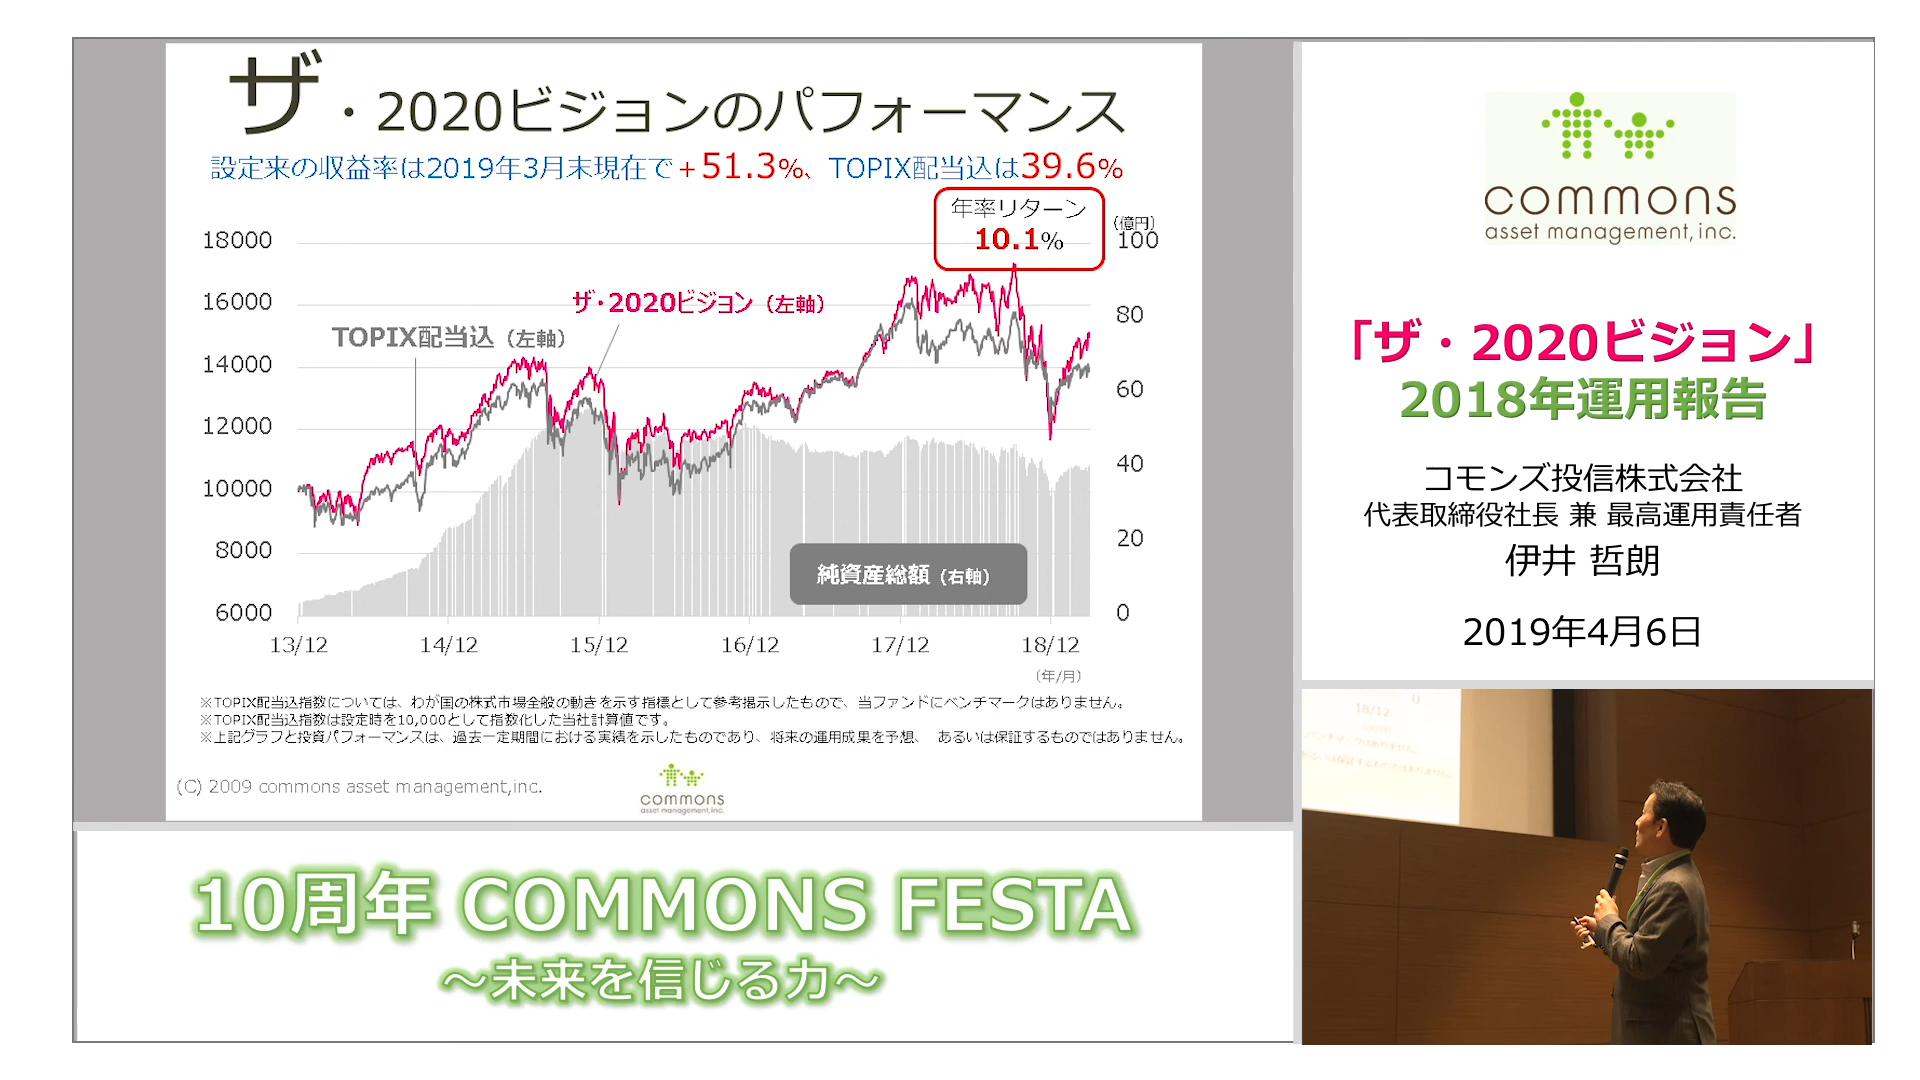 ザ・2020ビジョンのパフォーマンス
設定来の収益率は2019年3月末現在で+51.3%、TOPIX配当込は39.6%
年率リターン
10.1%
(億円)
18000
16000
14000
12000
10000
8000
6000
100
80
60
40
20
0
ザ・2020ビジョン（左軸）
TOPIX配当込（左軸）
純資産総額（右軸）
13/12 14/12 15/12 16/12 17/12 18/12
（年/月）
※TOPIX配当込指数については、わが国の株式市場全般の動きを示す指標として参考掲示したもので、当ファンドにベンチマークはありません。
※TOPIX配当込指数は設定時を10,000として指数化した当社計算値です。
※上記グラフと投資パフォーマンスは、過去一定期間における実績を示したものであり、将来の運用成果を予想、 あるいは保証するものではありません。
(C) 2009 commons asset management,inc.
commons
asset management,inc.
commons
asset management, inc.
「ザ・2020ビジョン」
2018年運用報告
コモンズ投信株式会社
代表取締役社長 兼 最高運用責任者
伊井 哲朗
2019年4月6日
0
18/12
10周年 COMMONS FESTA
～未来を信じる力～